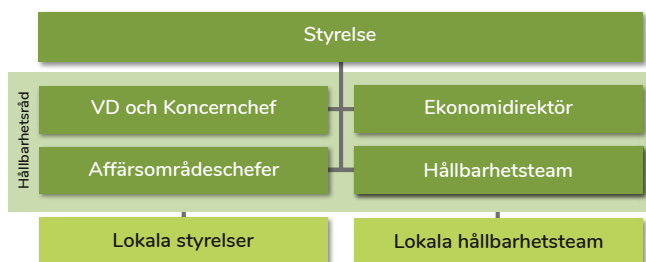 Styrelse
Hållbarhetsråd
VD och Koncernchef
Ekonomidirektör
Affärsområdeschefer
Hållbarhetsteam
Lokala styrelser
Lokala hållbarhetsteam